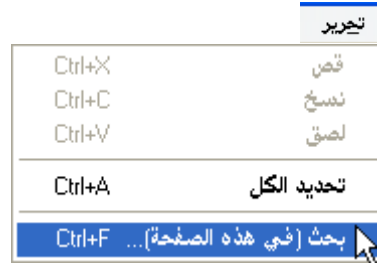 تحرير
قص Ctrl+X
نسخ Ctrl+C
لصق Ctrl+V
تحديد الكل Ctrl+A
بحث (في هذه الصفحة)... Ctrl+F